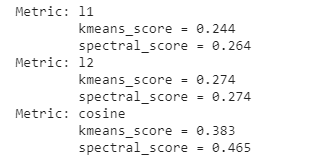 Metric: l1
kmeans_score = 0.244
spectral_score = 0.264
Metric: l2
kmeans_score = 0.274
spectral_score = 0.274
Metric: cosine
kmeans_score = 0.383
spectral_score = 0.465